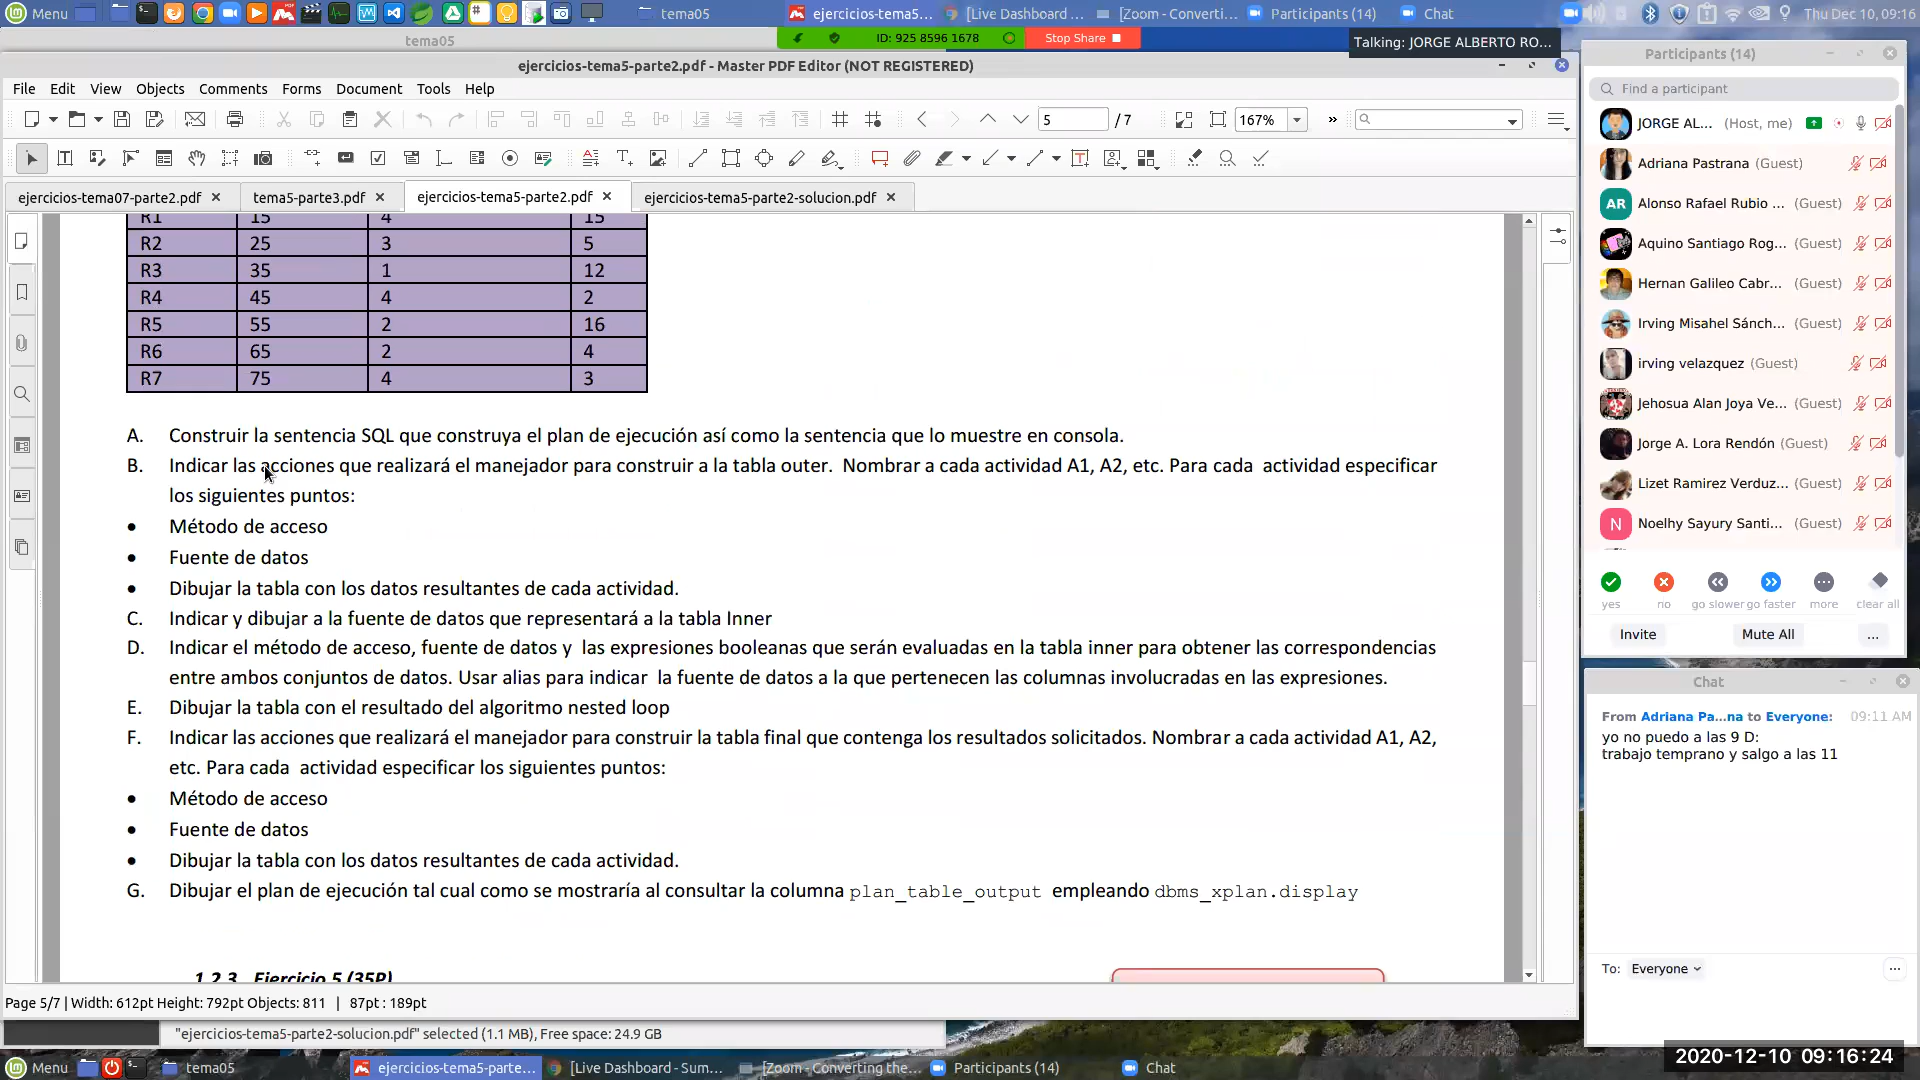 Menu
tema05
ejercicios-tema5...
[Live Dashboard ...
[Zoom - Converti...
Participants (14)
Chat
Thu Dec 10, 09:16
tema05
ID: 925 8596 1678
Stop Share
Talking: JORGE ALBERTO RO...
ejercicios-tema5-parte2.pdf - Master PDF Editor (NOT REGISTERED)
File Edit View Objects Comments Forms Document Tools Help
5 / 7
167%
ejercicios-tema07-parte2.pdf
tema5-parte3.pdf
ejercicios-tema5-parte2.pdf
ejercicios-tema5-parte2-solucion.pdf
R1 15 4 15
R2 25 3 5
R3 35 1 12
R4 45 4 2
R5 55 2 16
R6 65 2 4
R7 75 4 3
A. Construir la sentencia SQL que construya el plan de ejecución así como la sentencia que lo muestre en consola.
B. Indicar las acciones que realizará el manejador para construir a la tabla outer. Nombrar a cada actividad A1, A2, etc. Para cada actividad especificar
los siguientes puntos:
• Método de acceso
• Fuente de datos
• Dibujar la tabla con los datos resultantes de cada actividad.
C. Indicar y dibujar a la fuente de datos que representará a la tabla Inner
D. Indicar el método de acceso, fuente de datos y las expresiones booleanas que serán evaluadas en la tabla inner para obtener las correspondencias
entre ambos conjuntos de datos. Usar alias para indicar la fuente de datos a la que pertenecen las columnas involucradas en las expresiones.
E. Dibujar la tabla con el resultado del algoritmo nested loop
F. Indicar las acciones que realizará el manejador para construir la tabla final que contenga los resultados solicitados. Nombrar a cada actividad A1, A2,
etc. Para cada actividad especificar los siguientes puntos:
• Método de acceso
• Fuente de datos
• Dibujar la tabla con los datos resultantes de cada actividad.
G. Dibujar el plan de ejecución tal cual como se mostraría al consultar la columna plan_table_output empleando dbms_xplan.display
1.2.3. Ejercicio 5 (35P)
Page 5/7 | Width: 612pt Height: 792pt Objects: 811 | 87pt : 189pt
"ejercicios-tema5-parte2-solucion.pdf" selected (1.1 MB), Free space: 24.9 GB
Participants (14)
Find a participant
JORGE AL... (Host, me)
Adriana Pastrana (Guest)
AR Alonso Rafael Rubio ... (Guest)
Aquino Santiago Rog... (Guest)
Hernan Galileo Cabr... (Guest)
Irving Misahel Sánch... (Guest)
irving velazquez (Guest)
Jehosua Alan Joya Ve... (Guest)
Jorge A. Lora Rendón (Guest)
Lizet Ramirez Verduz... (Guest)
N Noelhy Sayury Santi... (Guest)
yes no go slower go faster more clear all
Invite Mute All ...
Chat
From Adriana Pa...na to Everyone: 09:11 AM
yo no puedo a las 9 D:
trabajo temprano y salgo a las 11
To: Everyone
2020-12-10 09:16:24
Menu
tema05
ejercicios-tema5-parte...
[Live Dashboard - Sum...
[Zoom - Converting the...
Participants (14)
Chat